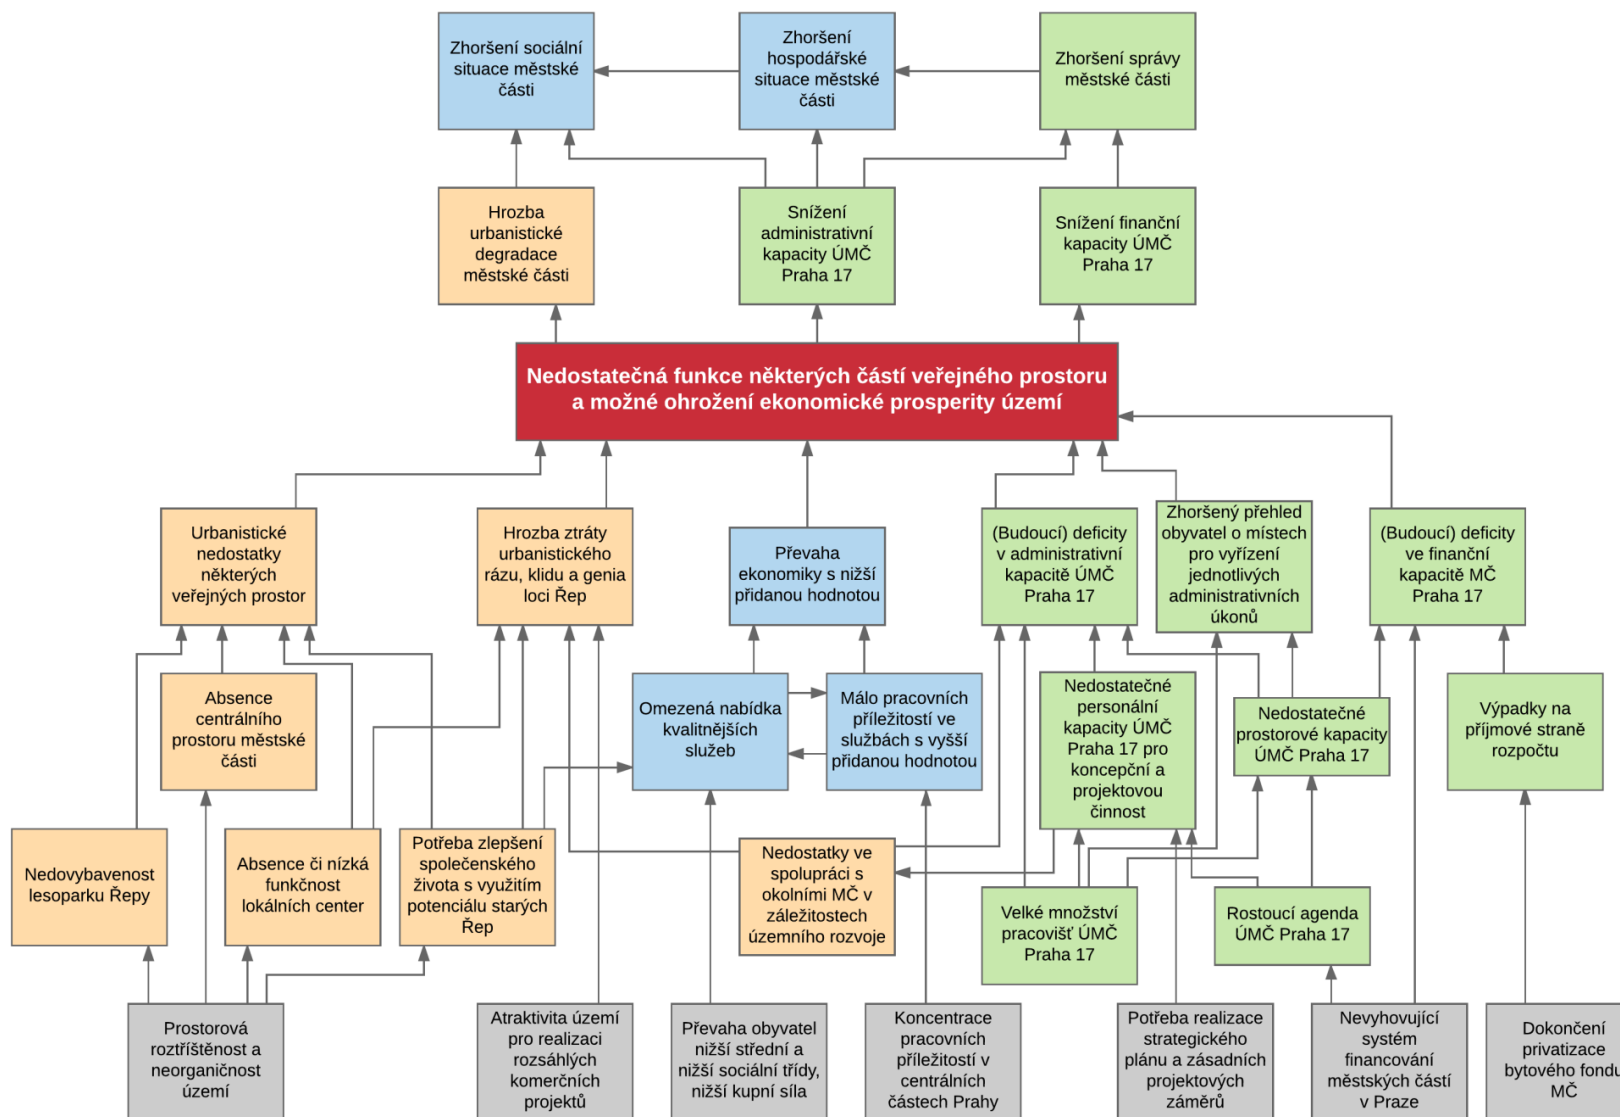 Zhoršení sociální
situace městské
části
Zhoršení
hospodářské
situace městské
části
Zhoršení správy
městské části
Hrozba
urbanistické
degradace
městské části
Snížení
administrativní
kapacity ÚMČ
Praha 17
Snížení finanční
kapacity ÚMČ
Praha 17
Nedostatečná funkce některých částí veřejného prostoru
a možné ohrožení ekonomické prosperity území
Urbanistické
nedostatky
některých
veřejných prostor
Hrozba ztráty
urbanistického
rázu, klidu a genia
loci Řep
Převaha
ekonomiky s nižší
přidanou hodnotou
(Budoucí) deficity
v administrativní
kapacitě ÚMČ
Praha 17
Zhoršený přehled
obyvatel o místech
pro vyřízení
jednotlivých
administrativních
úkonů
(Budoucí) deficity
ve finanční
kapacitě MČ
Praha 17
Absence
centrálního
prostoru městské
části
Omezená nabídka
kvalitnějších
služeb
Málo pracovních
příležitostí ve
službách s vyšší
přidanou hodnotou
Nedostatečné
personální
kapacity ÚMČ
Praha 17 pro
koncepční a
projektovou
činnost
Nedostatečné
prostorové kapacity
ÚMČ Praha 17
Výpadky na
příjmové straně
rozpočtu
Nedovybavenost
lesoparku Řepy
Absence či nízká
funkčnost
lokálních center
Potřeba zlepšení
společenského
života s využitím
potenciálu starých
Řep
Nedostatky ve
spolupráci s
okolními MČ v
záležitostech
územního rozvoje
Velké množství
pracovišť ÚMČ
Praha 17
Rostoucí agenda
ÚMČ Praha 17
Prostorová
roztříštěnost a
neorganičnost
území
Atraktivita území
pro realizaci
rozsáhlých
komerčních
projektů
Převaha obyvatel
nižší střední a
nižší sociální třídy,
nižší kupní síla
Koncentrace
pracovních
příležitostí v
centrálních
částech Prahy
Potřeba realizace
strategického
plánu a zásadních
projektových
záměrů
Nevyhovující
systém
financování
městských částí
v Praze
Dokončení
privatizace
bytového fondu
MČ